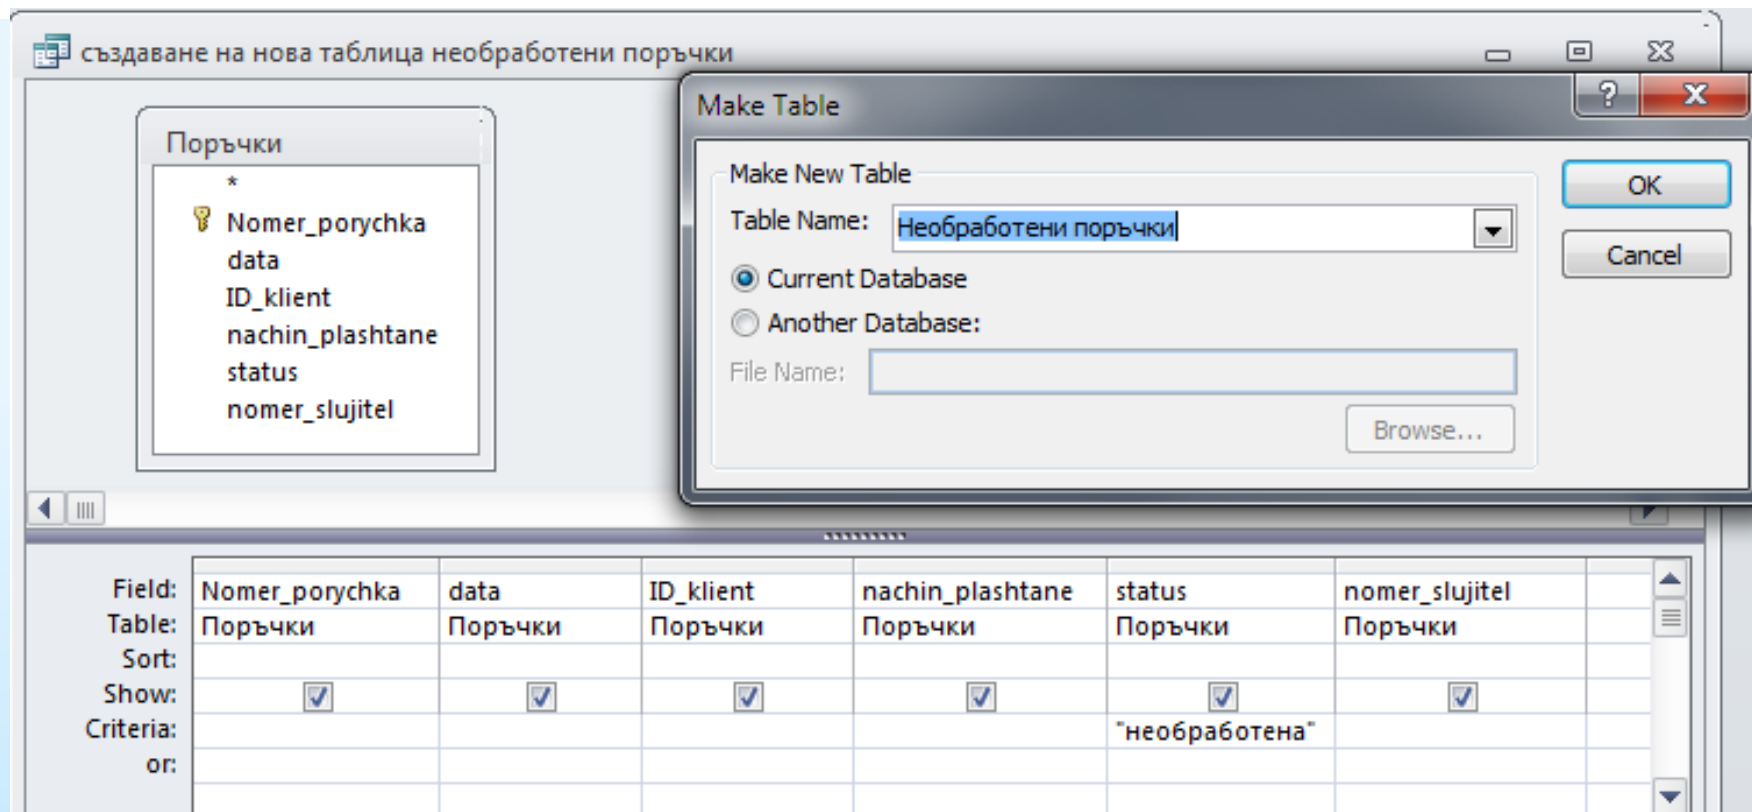 създаване на нова таблица необработени поръчки
Make Table
Поръчки
*
Nomer_porychka
data
ID_klient
nachin_plashtane
status
nomer_slujitel
Make New Table
Table Name: Необработени поръчки
Current Database
Another Database:
File Name:
Browse...
OK
Cancel
Field: Nomer_porychka data ID_klient nachin_plashtane status nomer_slujitel
Table: Поръчки Поръчки Поръчки Поръчки Поръчки Поръчки
Sort:
Show:
Criteria: "необработена"
or: